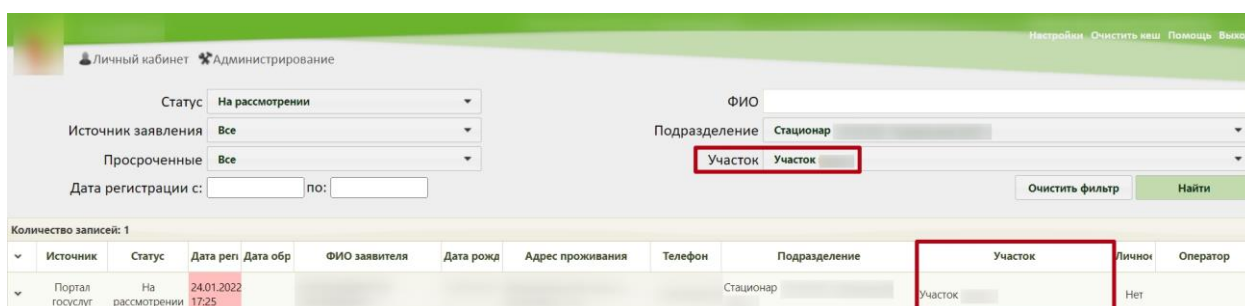 Настройки Очистить кеш Помощь
Личный кабинет Администрирование
Статус На рассмотрении ФИО
Источник заявления Все Подразделение Стационар
Просроченные Все Участок Участок
Дата регистрации с: по: Очистить фильтр Найти
Количество записей: 1
Источник Статус Дата реги Дата обр ФИО заявителя Дата рожд Адрес проживания Телефон Подразделение Участок Лично Оператор
Портал госуслуг На рассмотрении 24.01.2022 17:25 Стационар Участок Нет